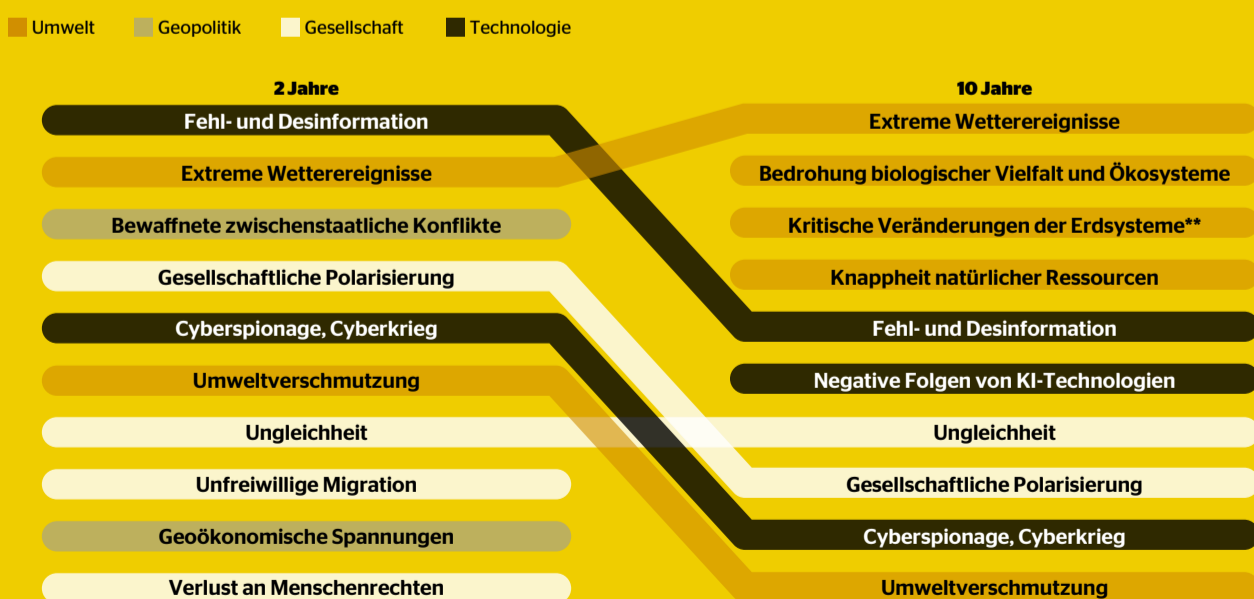 Umwelt Geopolitik Gesellschaft Technologie
2 Jahre
Fehl- und Desinformation
Extreme Wetterereignisse
Bewaffnete zwischenstaatliche Konflikte
Gesellschaftliche Polarisierung
Cyberspionage, Cyberkrieg
Umweltverschmutzung
Ungleichheit
Unfreiwillige Migration
Geoökonomische Spannungen
Verlust an Menschenrechten
10 Jahre
Extreme Wetterereignisse
Bedrohung biologischer Vielfalt und Ökosysteme
Kritische Veränderungen der Erdsysteme**
Knappheit natürlicher Ressourcen
Fehl- und Desinformation
Negative Folgen von KI-Technologien
Ungleichheit
Gesellschaftliche Polarisierung
Cyberspionage, Cyberkrieg
Umweltverschmutzung